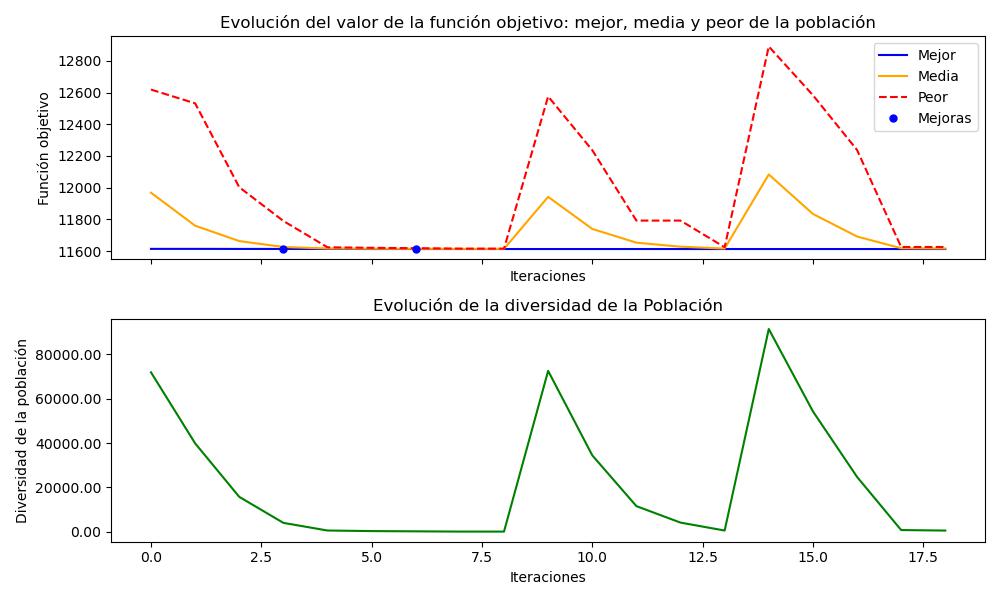 Evolución del valor de la función objetivo: mejor, media y peor de la población
Función objetivo
12800
12600
12400
12200
12000
11800
11600
Mejor
Media
Peor
Mejoras
Iteraciones
Evolución de la diversidad de la Población
Diversidad de la población
80000.00
60000.00
40000.00
20000.00
0.00
0.0 2.5 5.0 7.5 10.0 12.5 15.0 17.5
Iteraciones